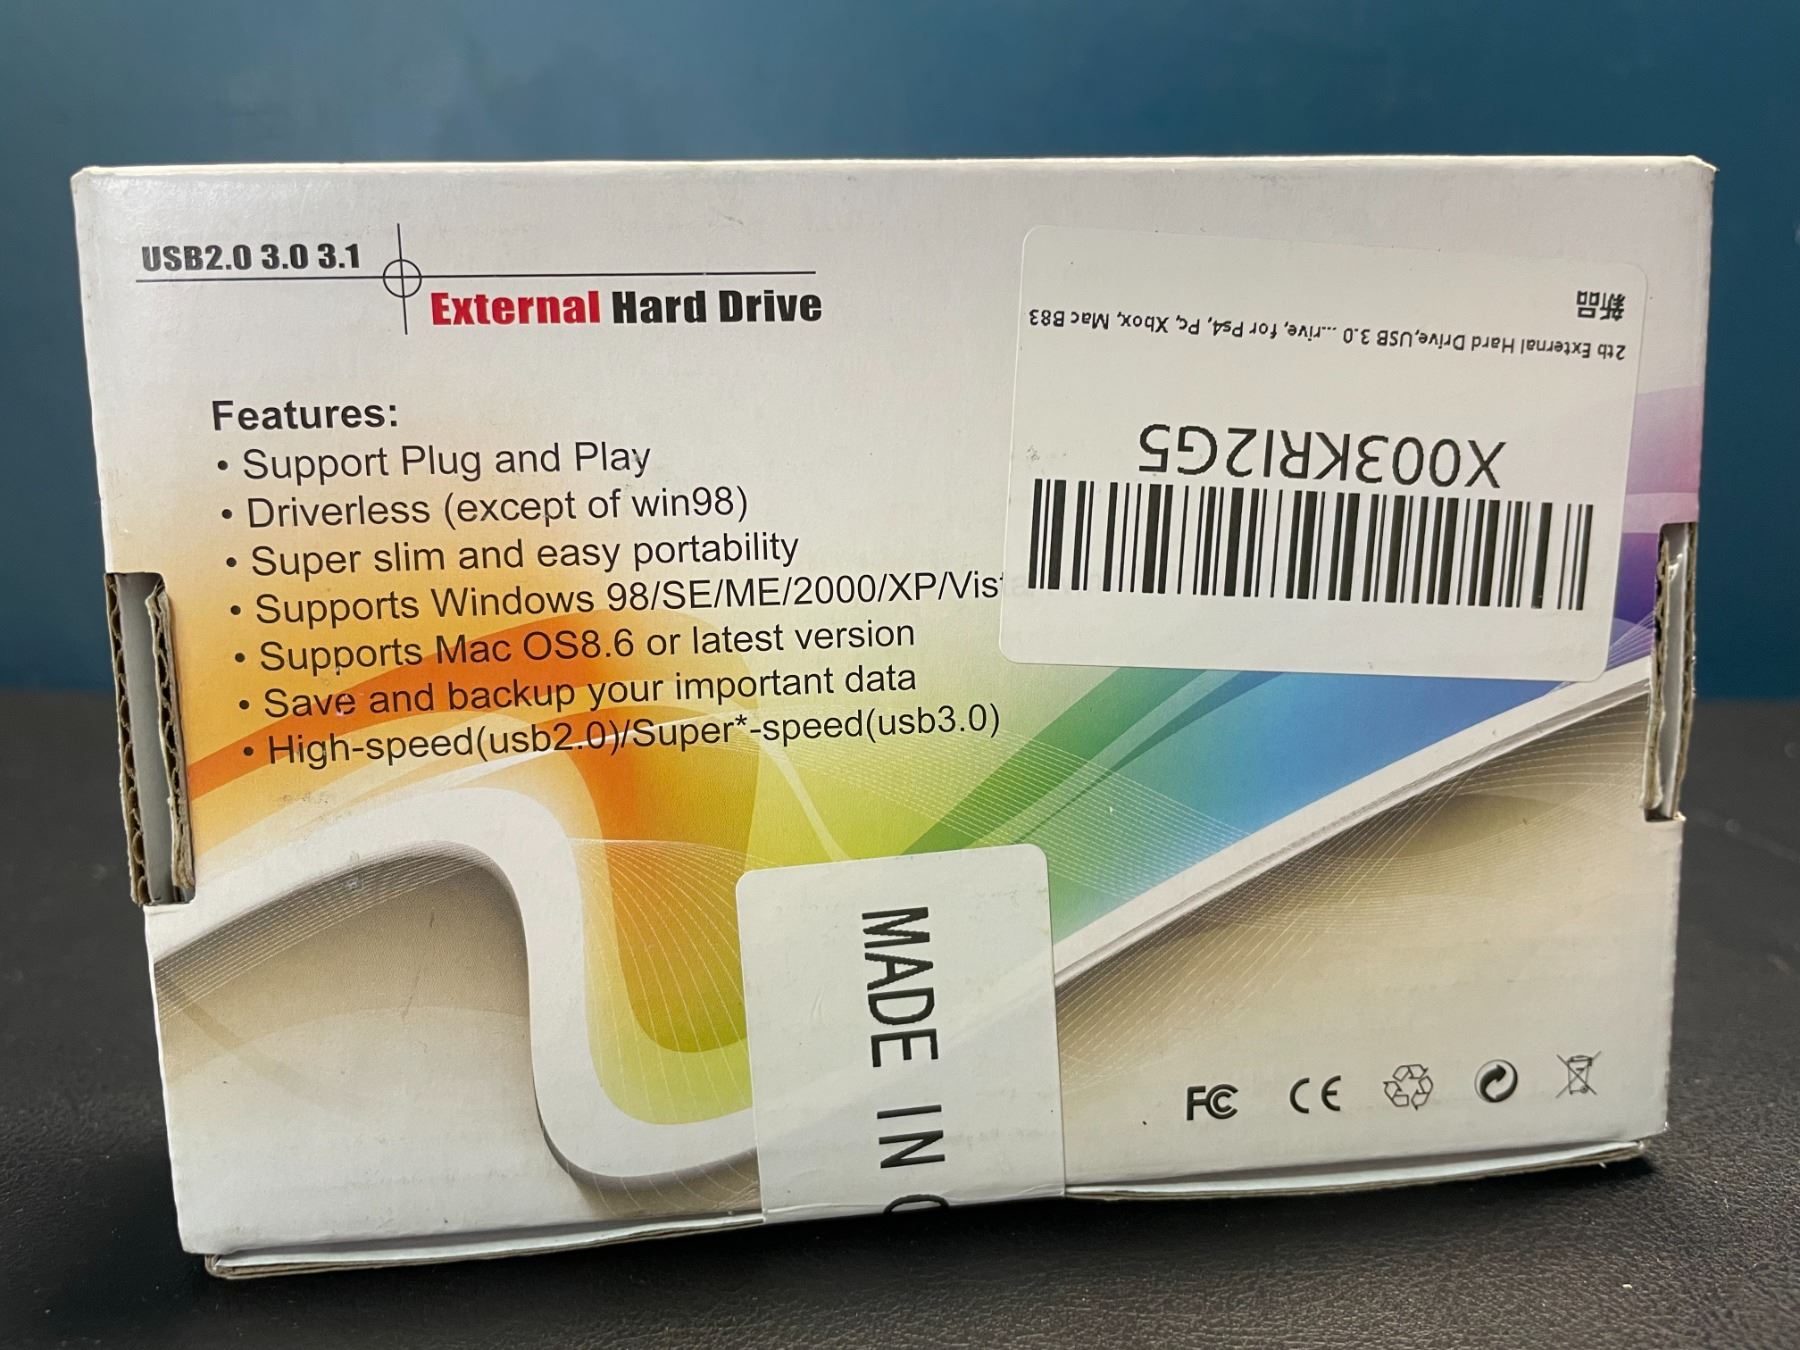 USB2.0 3.0 3.1
External Hard Drive
Features:
• Support Plug and Play
• Driverless (except of win98)
• Super slim and easy portability
• Supports Windows 98/SE/ME/2000/XP/Vis
• Supports Mac OS8.6 or latest version
• Save and backup your important data
• High-speed(usb2.0)/Super*-speed(usb3.0)
X003KRI2G5
2tb External Hard Drive,USB 3.0 ...rive, for Ps4, Pc, Xbox, Mac B83
新品
MADE IN
FC CE